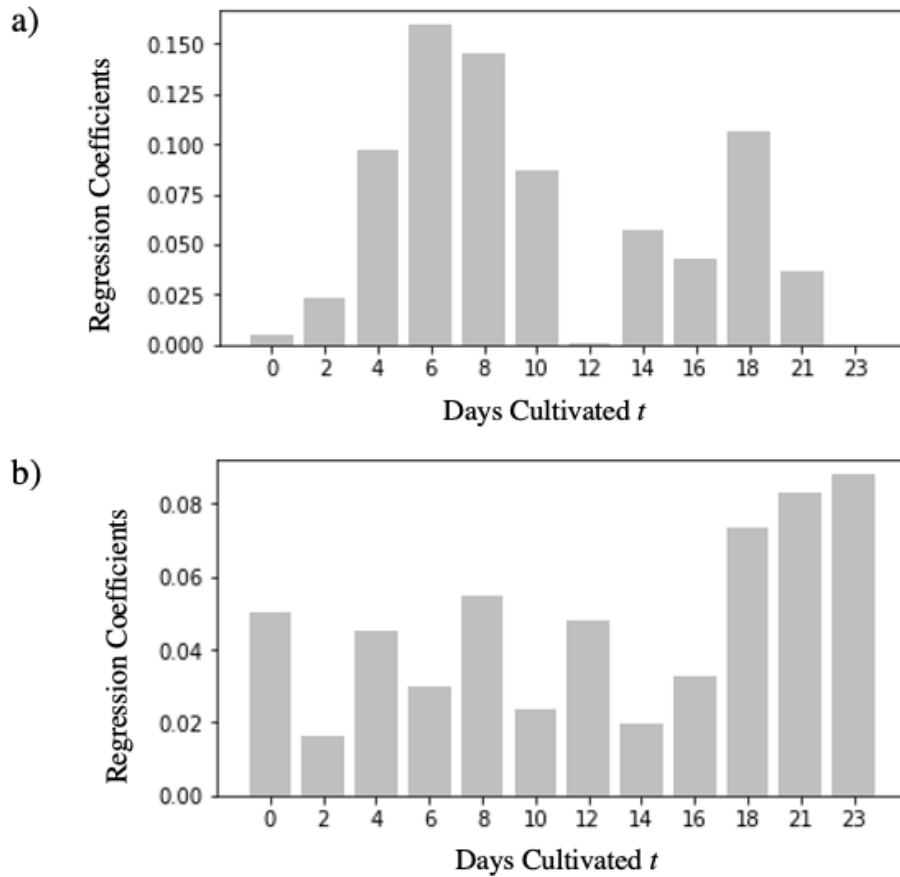 a)
Regression Coefficients
0.150
0.125
0.100
0.075
0.050
0.025
0.000
0 2 4 6 8 10 12 14 16 18 21 23
Days Cultivated t
b)
Regression Coefficients
0.08
0.06
0.04
0.02
0.00
0 2 4 6 8 10 12 14 16 18 21 23
Days Cultivated t